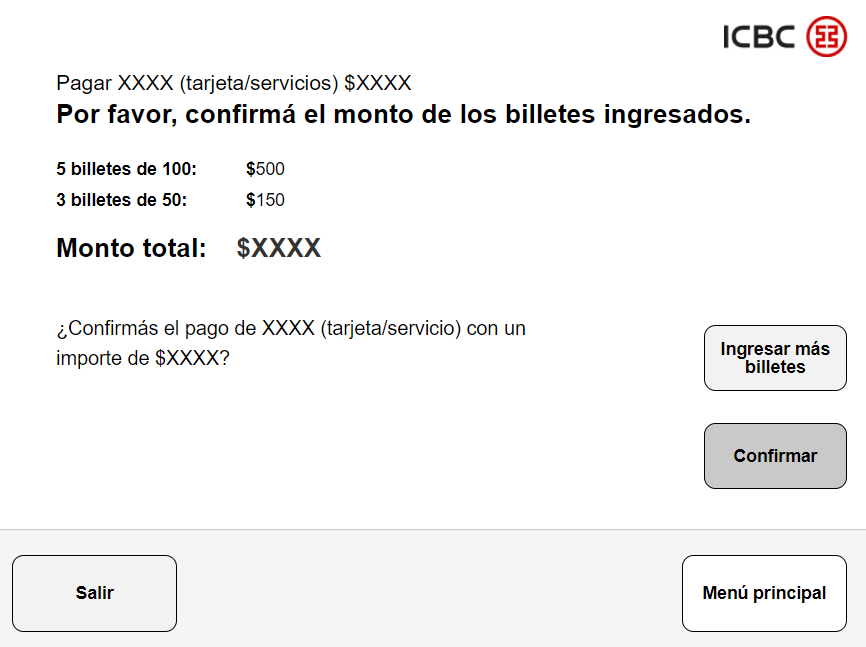 ICBC
Pagar XXXX (tarjeta/servicios) $XXXX
Por favor, confirmá el monto de los billetes ingresados.
5 billetes de 100: $500
3 billetes de 50: $150
Monto total: $XXXX
¿Confirmás el pago de XXXX (tarjeta/servicio) con un
importe de $XXXX?
Ingresar más
billetes
Confirmar
Salir
Menú principal